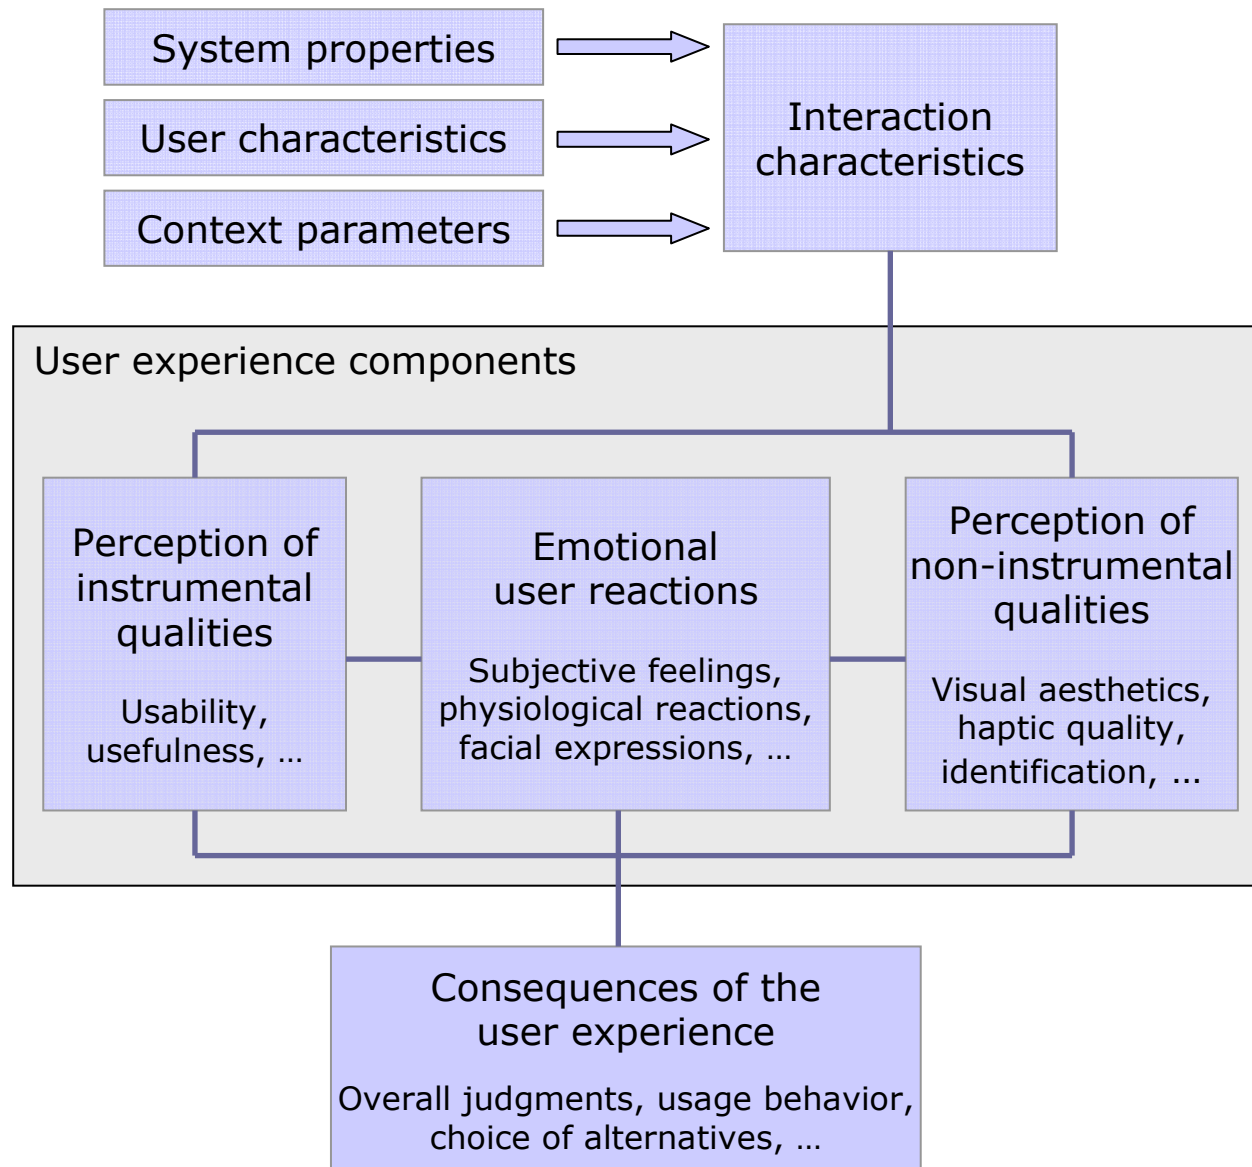 System properties
User characteristics
Context parameters
Interaction
characteristics
User experience components
Perception of
instrumental
qualities
Usability,
usefulness, …
Emotional
user reactions
Subjective feelings,
physiological reactions,
facial expressions, …
Perception of
non-instrumental
qualities
Visual aesthetics,
haptic quality,
identification, ...
Consequences of the
user experience
Overall judgments, usage behavior,
choice of alternatives, …